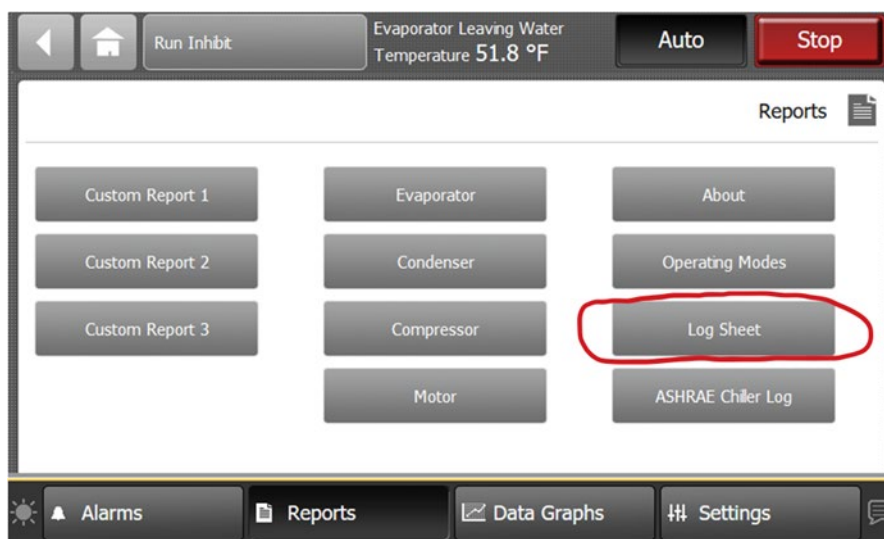 Run Inhibit
Evaporator Leaving Water
Temperature 51.8 °F
Auto
Stop
Reports
Custom Report 1
Evaporator
About
Custom Report 2
Condenser
Operating Modes
Custom Report 3
Compressor
Log Sheet
Motor
ASHRAE Chiller Log
Alarms
Reports
Data Graphs
Settings